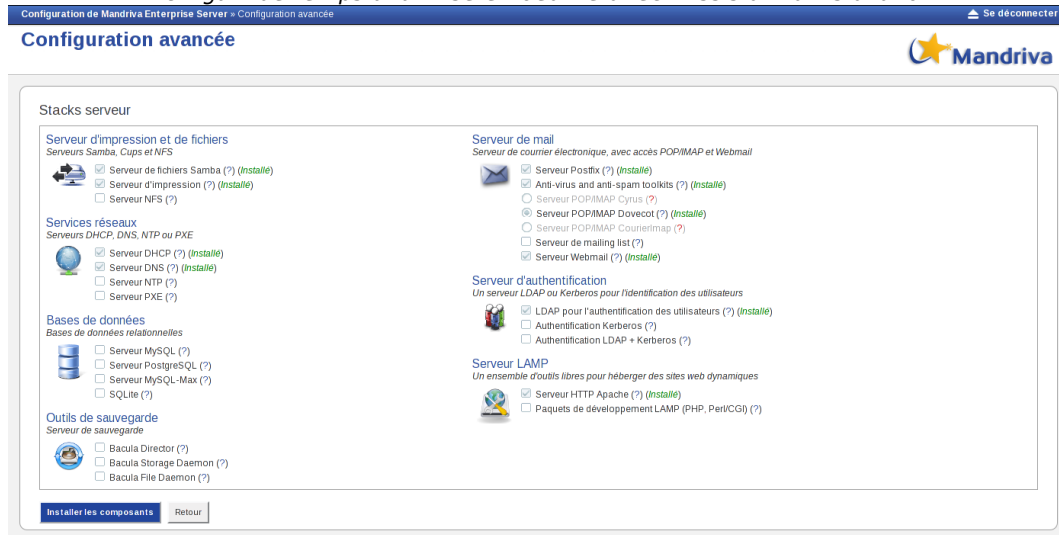 Configuration de Mandriva Enterprise Server » Configuration avancée
Se déconnecter
Configuration avancée
Mandriva
Stacks serveur
Serveur d'impression et de fichiers
Serveurs Samba, Cups et NFS
Serveur de fichiers Samba (?) (Installé)
Serveur d'impression (?) (Installé)
Serveur NFS (?)
Services réseaux
Serveurs DHCP, DNS, NTP ou PXE
Serveur DHCP (?) (Installé)
Serveur DNS (?) (Installé)
Serveur NTP (?)
Serveur PXE (?)
Bases de données
Bases de données relationnelles
Serveur MySQL (?)
Serveur PostgreSQL (?)
Serveur MySQL-Max (?)
SQLite (?)
Outils de sauvegarde
Serveur de sauvegarde
Bacula Director (?)
Bacula Storage Daemon (?)
Bacula File Daemon (?)
Serveur de mail
Serveur de courrier électronique, avec accès POP/IMAP et Webmail
Serveur Postfix (?) (Installé)
Anti-virus and anti-spam toolkits (?) (Installé)
Serveur POP/IMAP Cyrus (?)
Serveur POP/IMAP Dovecot (?) (Installé)
Serveur POP/IMAP CourierImap (?)
Serveur de mailing list (?)
Serveur Webmail (?) (Installé)
Serveur d'authentification
Un serveur LDAP ou Kerberos pour l'identification des utilisateurs
LDAP pour l'authentification des utilisateurs (?) (Installé)
Authentification Kerberos (?)
Authentification LDAP + Kerberos (?)
Serveur LAMP
Un ensemble d'outils libres pour héberger des sites web dynamiques
Serveur HTTP Apache (?) (Installé)
Paquets de développement LAMP (PHP, Perl/CGI) (?)
Installer les composants
Retour